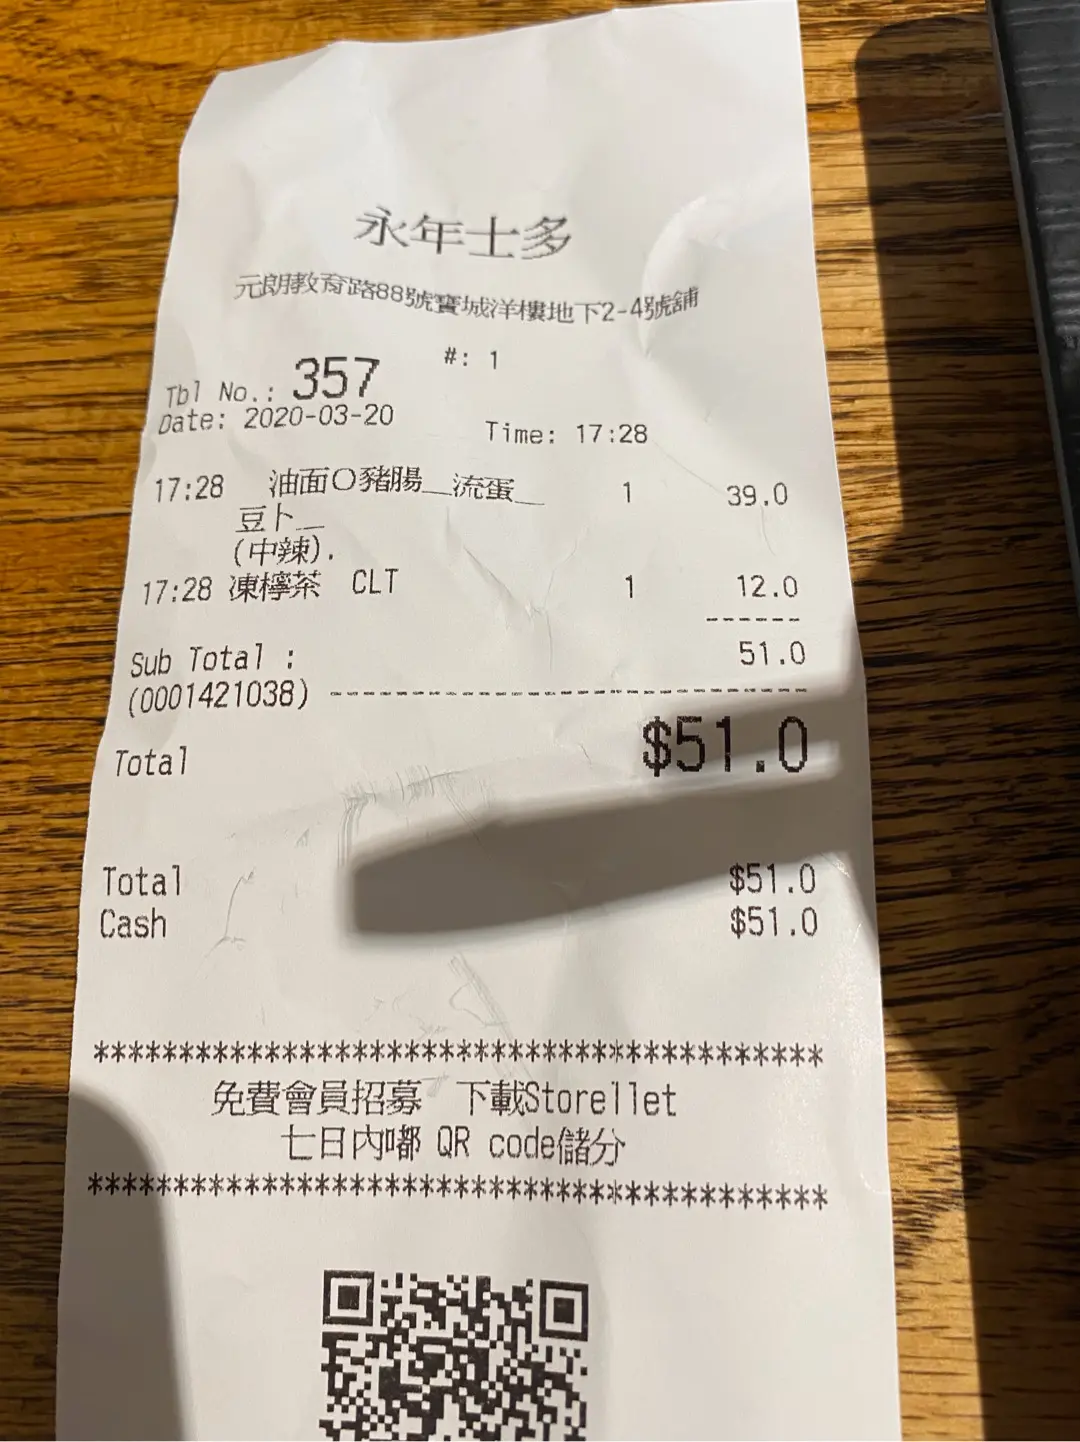 永年士多
元朗教育路88號寶城洋樓地下2-4號舖
#: 1
Tbl No.: 357
Date: 2020-03-20 Time: 17:28
17:28 油面〇豬腸__流蛋__ 1 39.0
豆卜__
(中辣).
17:28 凍檸茶 CLT 1 12.0
------
Sub Total : 51.0
(0001421038) --------------------------------
Total $51.0
Total $51.0
Cash $51.0
******************************************
免費會員招募 下載Storellet
七日內嘟 QR code儲分
******************************************